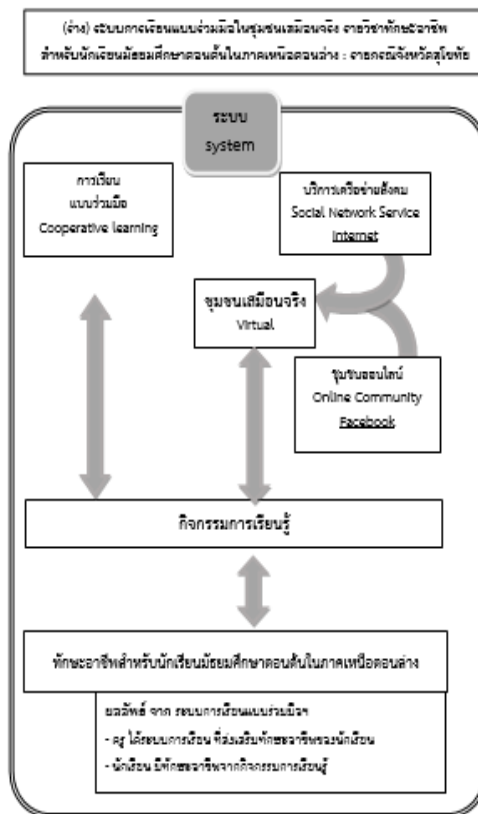 (ร่าง) ระบบการเรียนแบบร่วมมือในชุมชนเสมือนจริง รายวิชาทักษะอาชีพ
สำหรับนักเรียนมัธยมศึกษาตอนต้นในภาคเหนือตอนล่าง : รายกรณีจังหวัดสุโขทัย
ระบบ
system
การเรียน
แบบร่วมมือ
Cooperative learning
บริการเครือข่ายสังคม
Social Network Service
Internet
ชุมชนเสมือนจริง
Virtual
ชุมชนออนไลน์
Online Community
Facebook
กิจกรรมการเรียนรู้
ทักษะอาชีพสำหรับนักเรียนมัธยมศึกษาตอนต้นในภาคเหนือตอนล่าง
ผลลัพธ์ จาก ระบบการเรียนแบบร่วมมือฯ
- ครู ได้ระบบการเรียน ที่ส่งเสริมทักษะอาชีพของนักเรียน
- นักเรียน มีทักษะอาชีพจากกิจกรรมการเรียนรู้